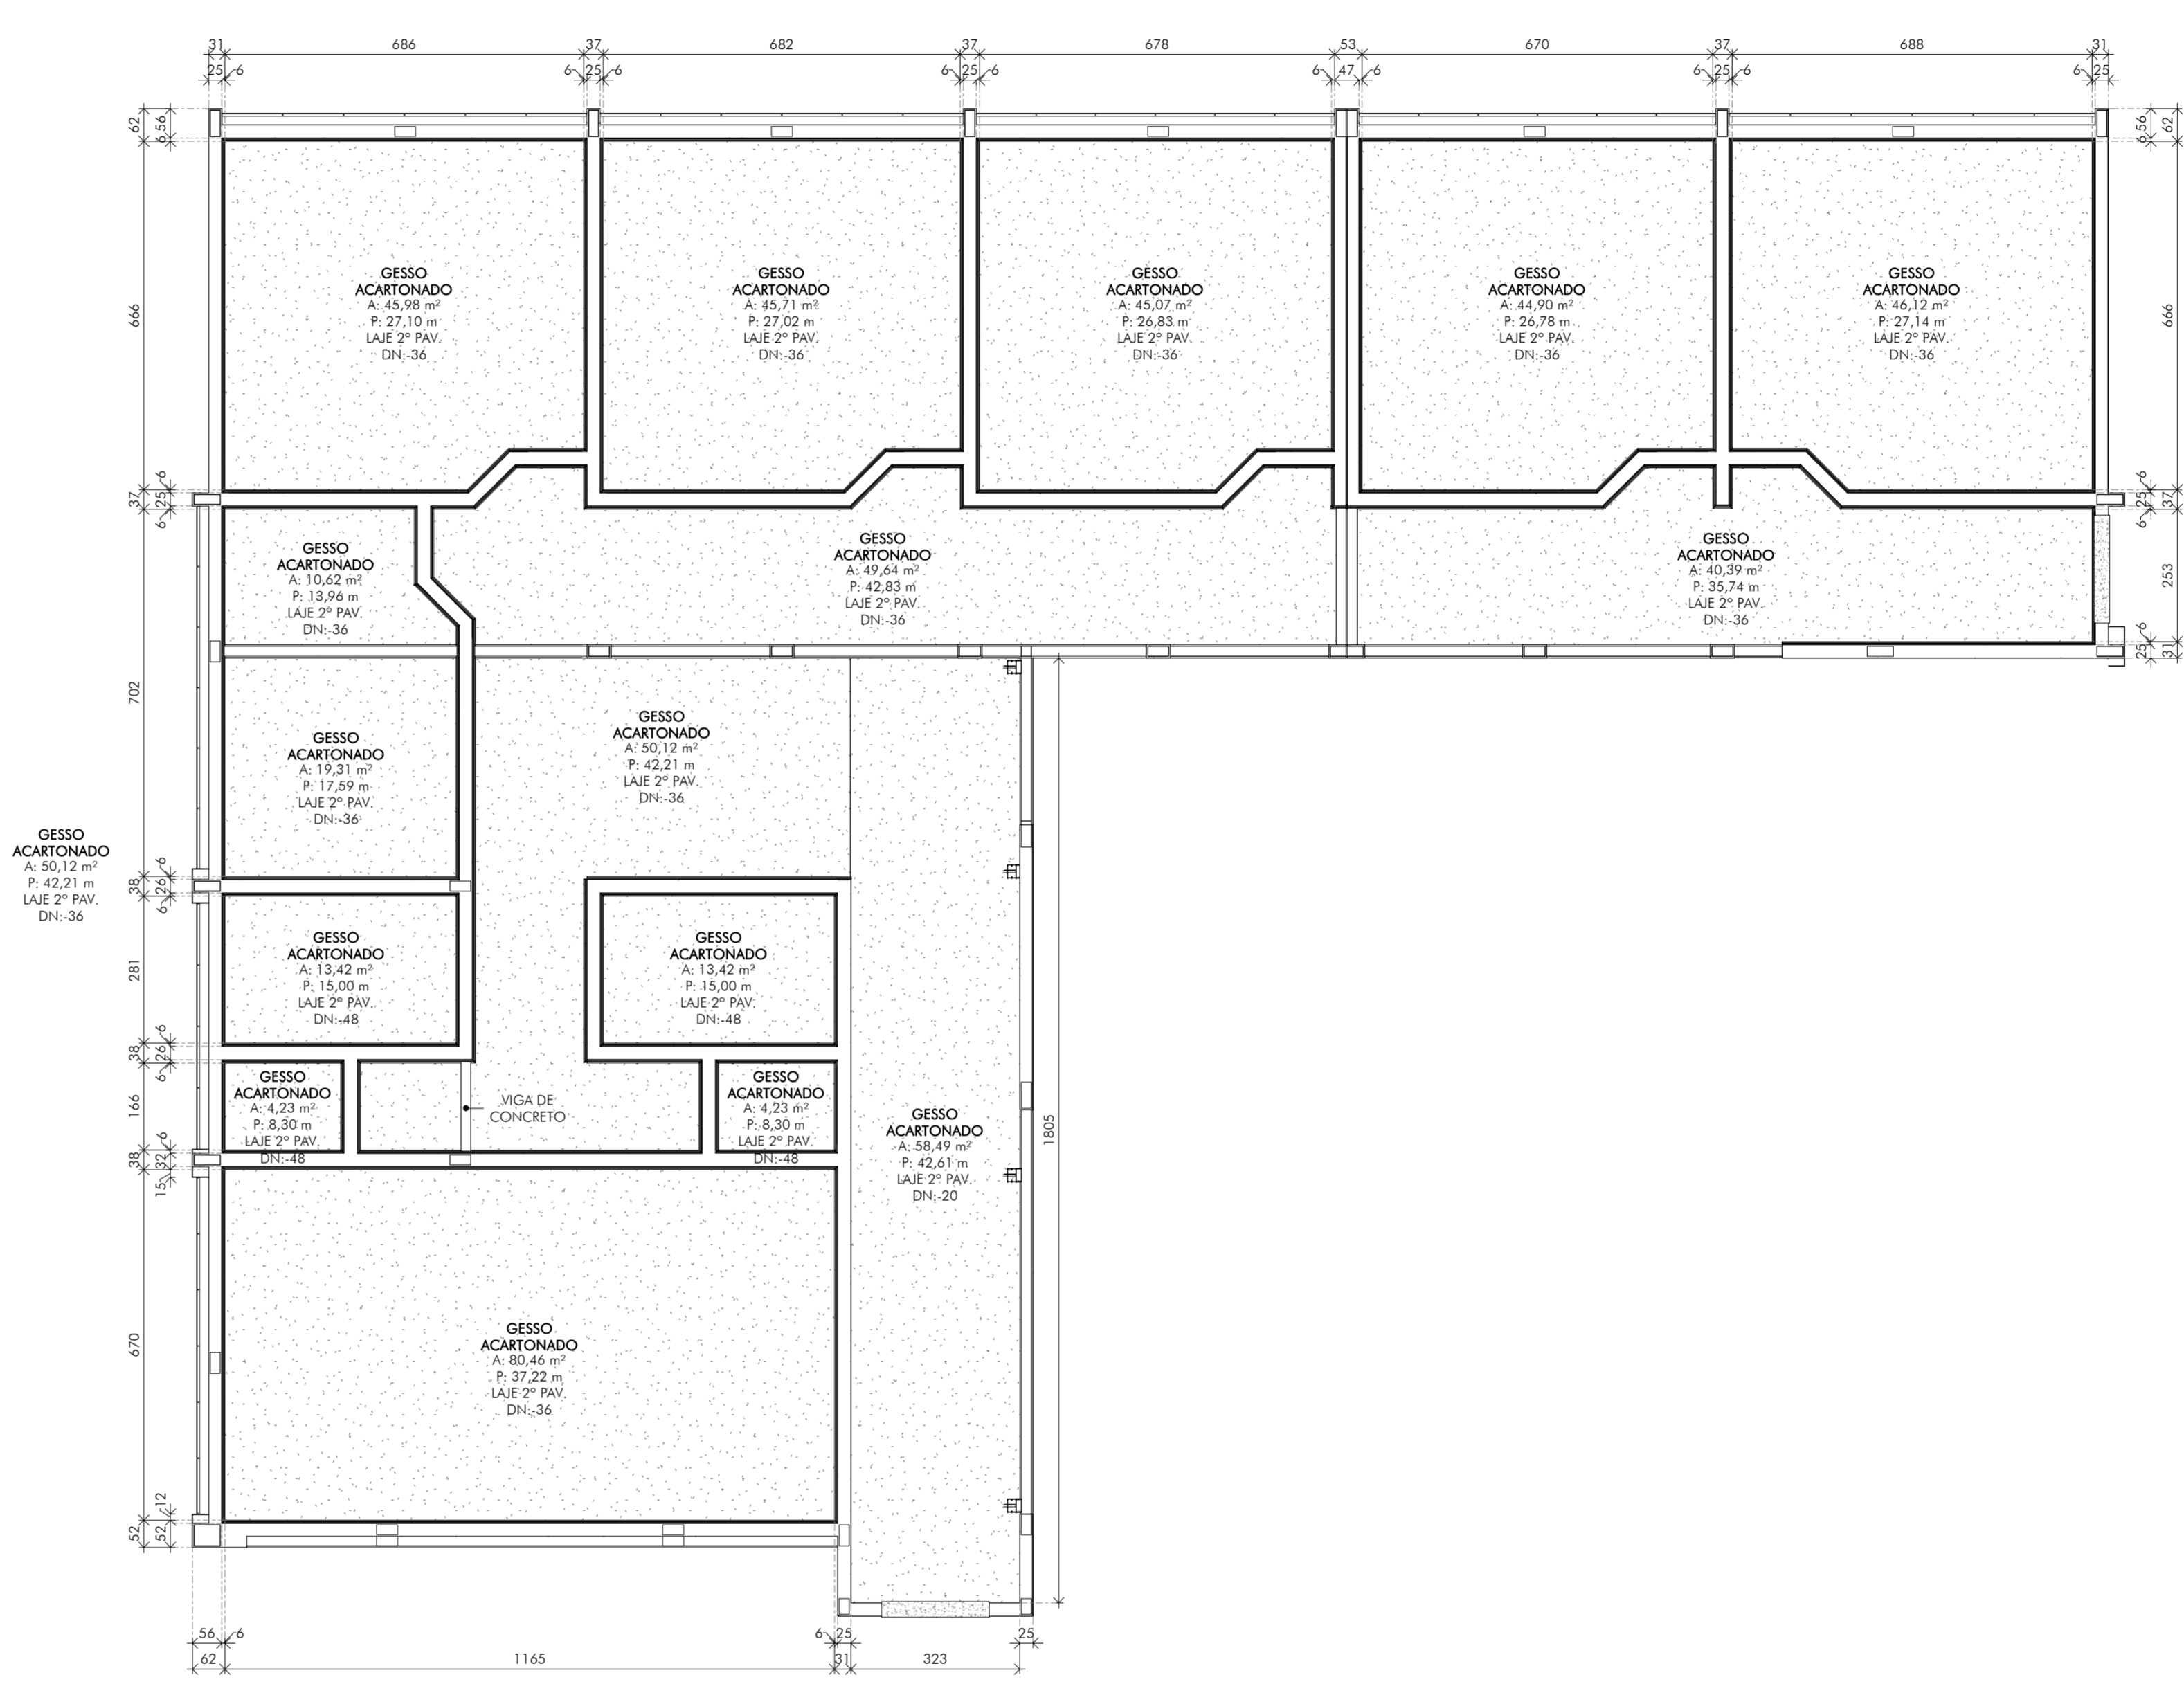 31 686 37 682 37 678 53 670 37 688 31
25 6 6 25 6 6 25 6 6 47 6 6 25 6 6 25
62
56
6
56
6
62
GESSO
ACARTONADO
A: 45,98 m²
P: 27,10 m
LAJE 2º PAV.
DN:-36
GESSO
ACARTONADO
A: 45,71 m²
P: 27,02 m
LAJE 2º PAV.
DN:-36
GESSO
ACARTONADO
A: 45,07 m²
P: 26,83 m
LAJE 2º PAV.
DN:-36
GESSO
ACARTONADO
A: 44,90 m²
P: 26,78 m
LAJE 2º PAV.
DN:-36
GESSO
ACARTONADO
A: 46,12 m²
P: 27,14 m
LAJE 2º PAV.
DN:-36
666
666
6
37
25
6
6
25
37
6
GESSO
ACARTONADO
A: 10,62 m²
P: 13,96 m
LAJE 2º PAV.
DN:-36
GESSO
ACARTONADO
A: 49,64 m²
P: 42,83 m
LAJE 2º PAV.
DN:-36
GESSO
ACARTONADO
A: 40,39 m²
P: 35,74 m
LAJE 2º PAV.
DN:-36
253
6
25
31
702
GESSO
ACARTONADO
A: 19,31 m²
P: 17,59 m
LAJE 2º PAV.
DN:-36
GESSO
ACARTONADO
A: 50,12 m²
P: 42,21 m
LAJE 2º PAV.
DN:-36
GESSO
ACARTONADO
A: 50,12 m²
P: 42,21 m
LAJE 2º PAV.
DN:-36
6
38
26
6
281
GESSO
ACARTONADO
A: 13,42 m²
P: 15,00 m
LAJE 2º PAV.
DN:-48
GESSO
ACARTONADO
A: 13,42 m²
P: 15,00 m
LAJE 2º PAV.
DN:-48
6
38
26
6
166
GESSO
ACARTONADO
A: 4,23 m²
P: 8,30 m
LAJE 2º PAV.
DN:-48
VIGA DE
CONCRETO
GESSO
ACARTONADO
A: 4,23 m²
P: 8,30 m
LAJE 2º PAV.
DN:-48
GESSO
ACARTONADO
A: 58,49 m²
P: 42,61 m
LAJE 2º PAV.
DN:-20
1805
6
38
32
15
670
GESSO
ACARTONADO
A: 80,46 m²
P: 37,22 m
LAJE 2º PAV.
DN:-36
12
52
52
56 6 6 25 25
62 1165 31 323